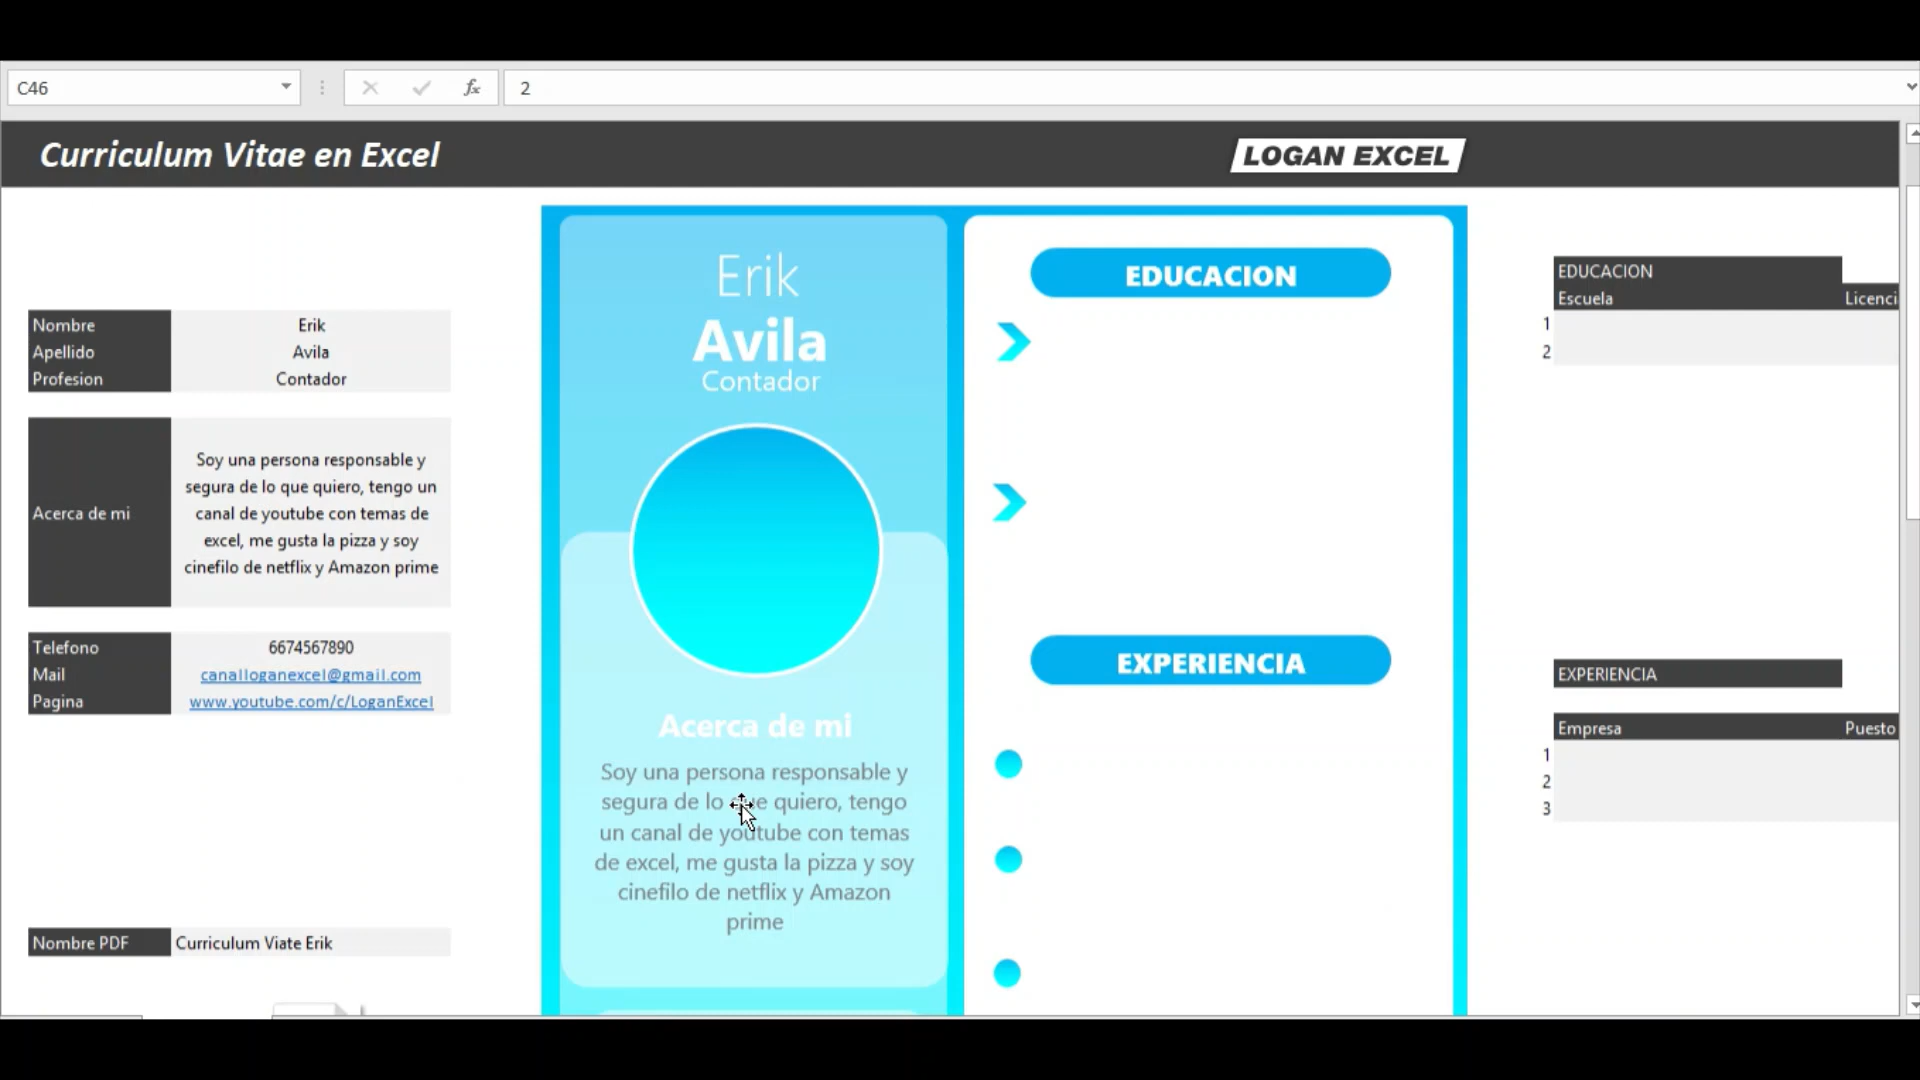 C46
fx
2
Curriculum Vitae en Excel
LOGAN EXCEL
Nombre Erik
Apellido Avila
Profesion Contador
Acerca de mi
Soy una persona responsable y
segura de lo que quiero, tengo un
canal de youtube con temas de
excel, me gusta la pizza y soy
cinefilo de netflix y Amazon prime
Telefono 6674567890
Mail canalloganexcel@gmail.com
Pagina www.youtube.com/c/LoganExcel
Nombre PDF Curriculum Viate Erik
Erik
Avila
Contador
Acerca de mi
Soy una persona responsable y
segura de lo que quiero, tengo
un canal de youtube con temas
de excel, me gusta la pizza y soy
cinefilo de netflix y Amazon
prime
EDUCACION
EXPERIENCIA
EDUCACION
Escuela Licenci
1
2
EXPERIENCIA
Empresa Puesto
1
2
3